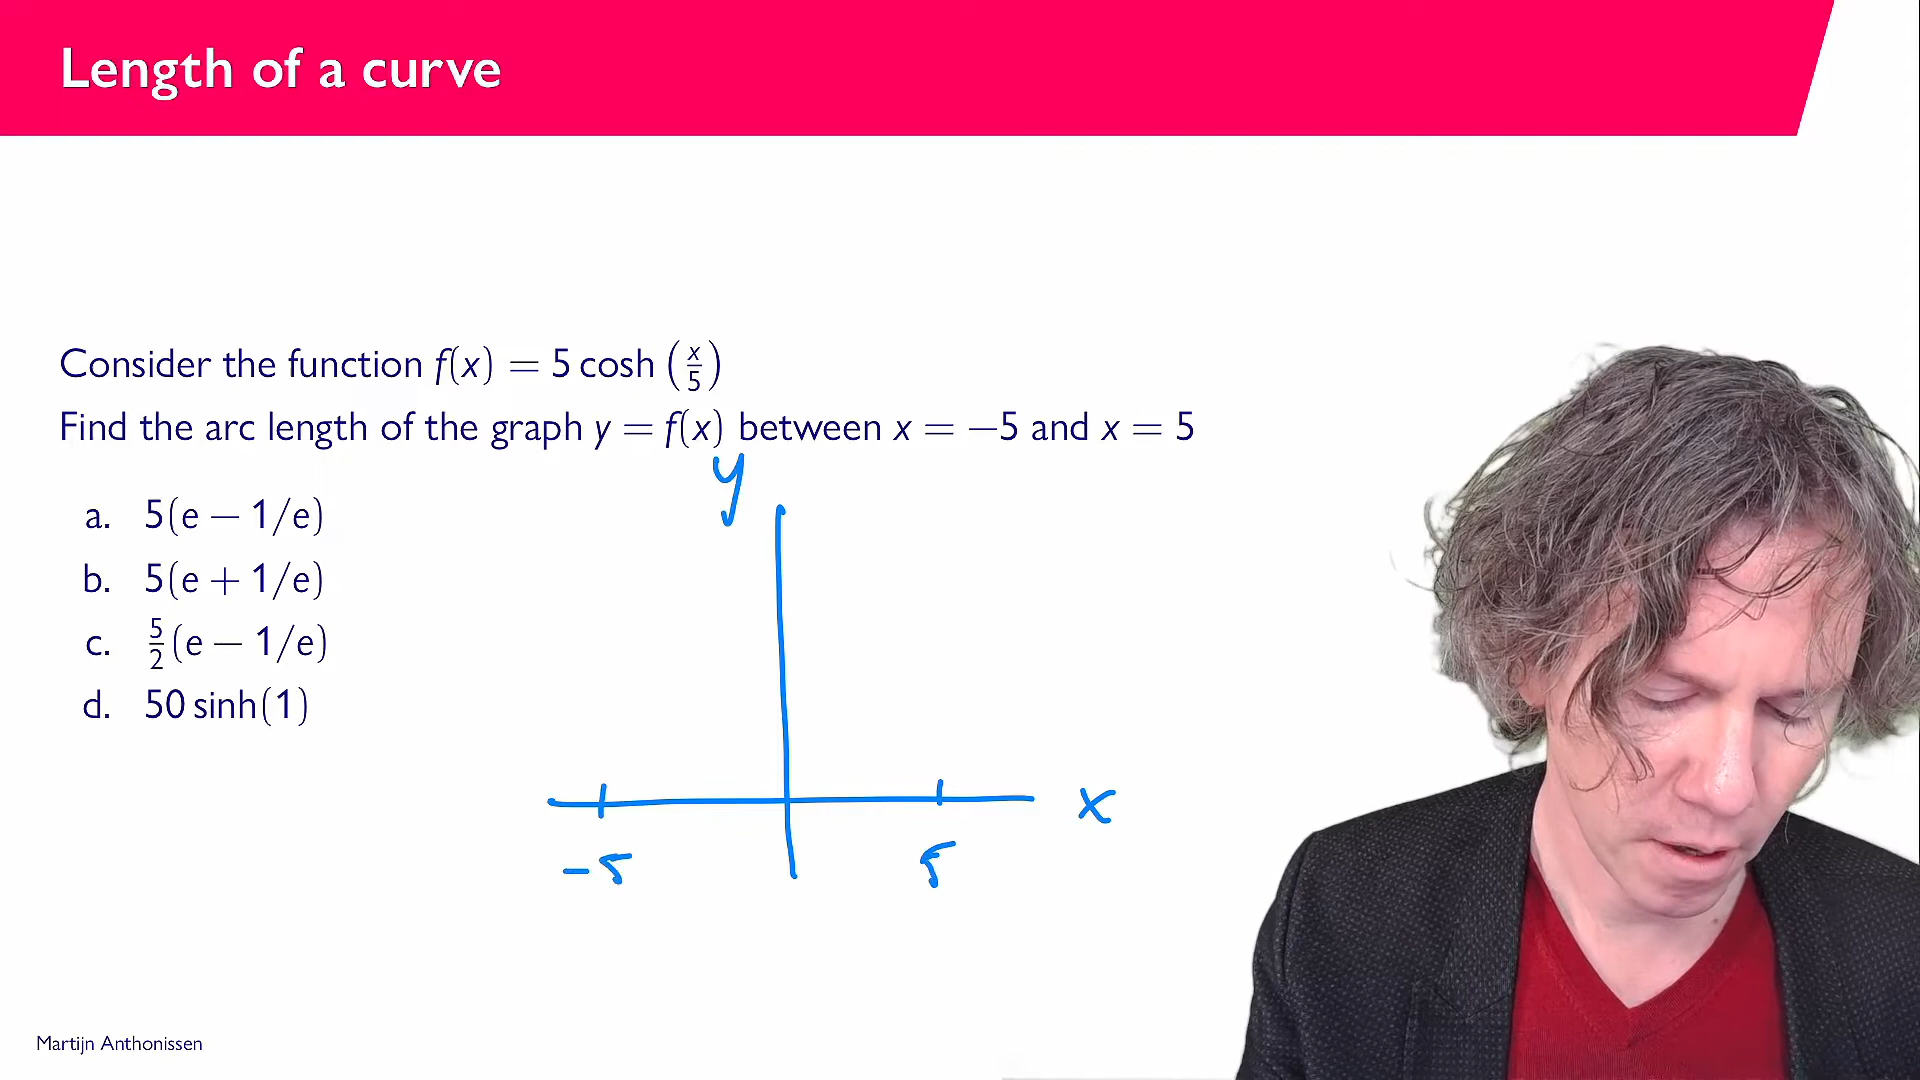 Length of a curve
Consider the function f(x) = 5 cosh (x/5)
Find the arc length of the graph y = f(x) between x = −5 and x = 5
a. 5(e − 1/e)
b. 5(e + 1/e)
c. 5/2(e − 1/e)
d. 50 sinh(1)
y
x
−5
5
Martijn Anthonissen